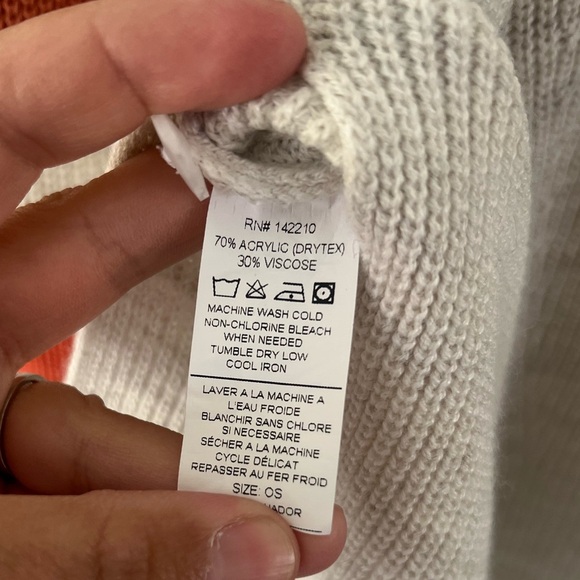 RN# 142210
70% ACRYLIC (DRYTEX)
30% VISCOSE
MACHINE WASH COLD
NON-CHLORINE BLEACH
WHEN NEEDED
TUMBLE DRY LOW
COOL IRON
LAVER A LA MACHINE A
L'EAU FROIDE
BLANCHIR SANS CHLORE
SI NECESSAIRE
SÉCHER A LA MACHINE
CYCLE DÉLICAT
REPASSER AU FER FROID
SIZE: OS